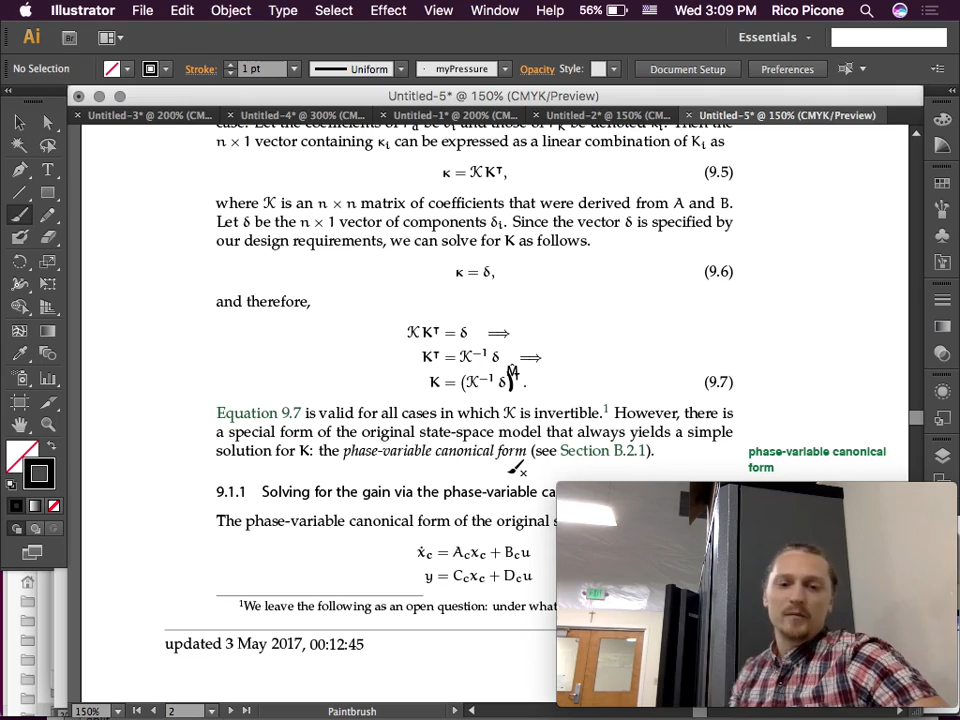 Illustrator File Edit Object Type Select Effect View Window Help 56% Wed 3:09 PM Rico Picone
Ai Br Essentials
No Selection Stroke: 1 pt Uniform myPressure Opacity Style: Document Setup Preferences
Untitled-5* @ 150% (CMYK/Preview)
Untitled-3* @ 200% (CM... Untitled-4* @ 300% (CM... Untitled-1* @ 200% (CM... Untitled-2* @ 150% (CM... Untitled-5* @ 150% (CMYK/Preview)
n × 1 vector containing κi can be expressed as a linear combination of Ki as
κ = 𝒦 K⊤, (9.5)
where 𝒦 is an n × n matrix of coefficients that were derived from A and B.
Let δ be the n × 1 vector of components δi. Since the vector δ is specified by
our design requirements, we can solve for K as follows.
κ = δ, (9.6)
and therefore,
𝒦 K⊤ = δ ⟹
K⊤ = 𝒦−1 δ ⟹
K = (𝒦−1 δ)⊤. (9.7)
Equation 9.7 is valid for all cases in which 𝒦 is invertible.1 However, there is
a special form of the original state-space model that always yields a simple
solution for K: the phase-variable canonical form (see Section B.2.1).
phase-variable canonical
form
9.1.1 Solving for the gain via the phase-variable ca
The phase-variable canonical form of the original s
ẋc = Acxc + Bcu
y = Ccxc + Dcu
1We leave the following as an open question: under what
updated 3 May 2017, 00:12:45
150% 2 Paintbrush